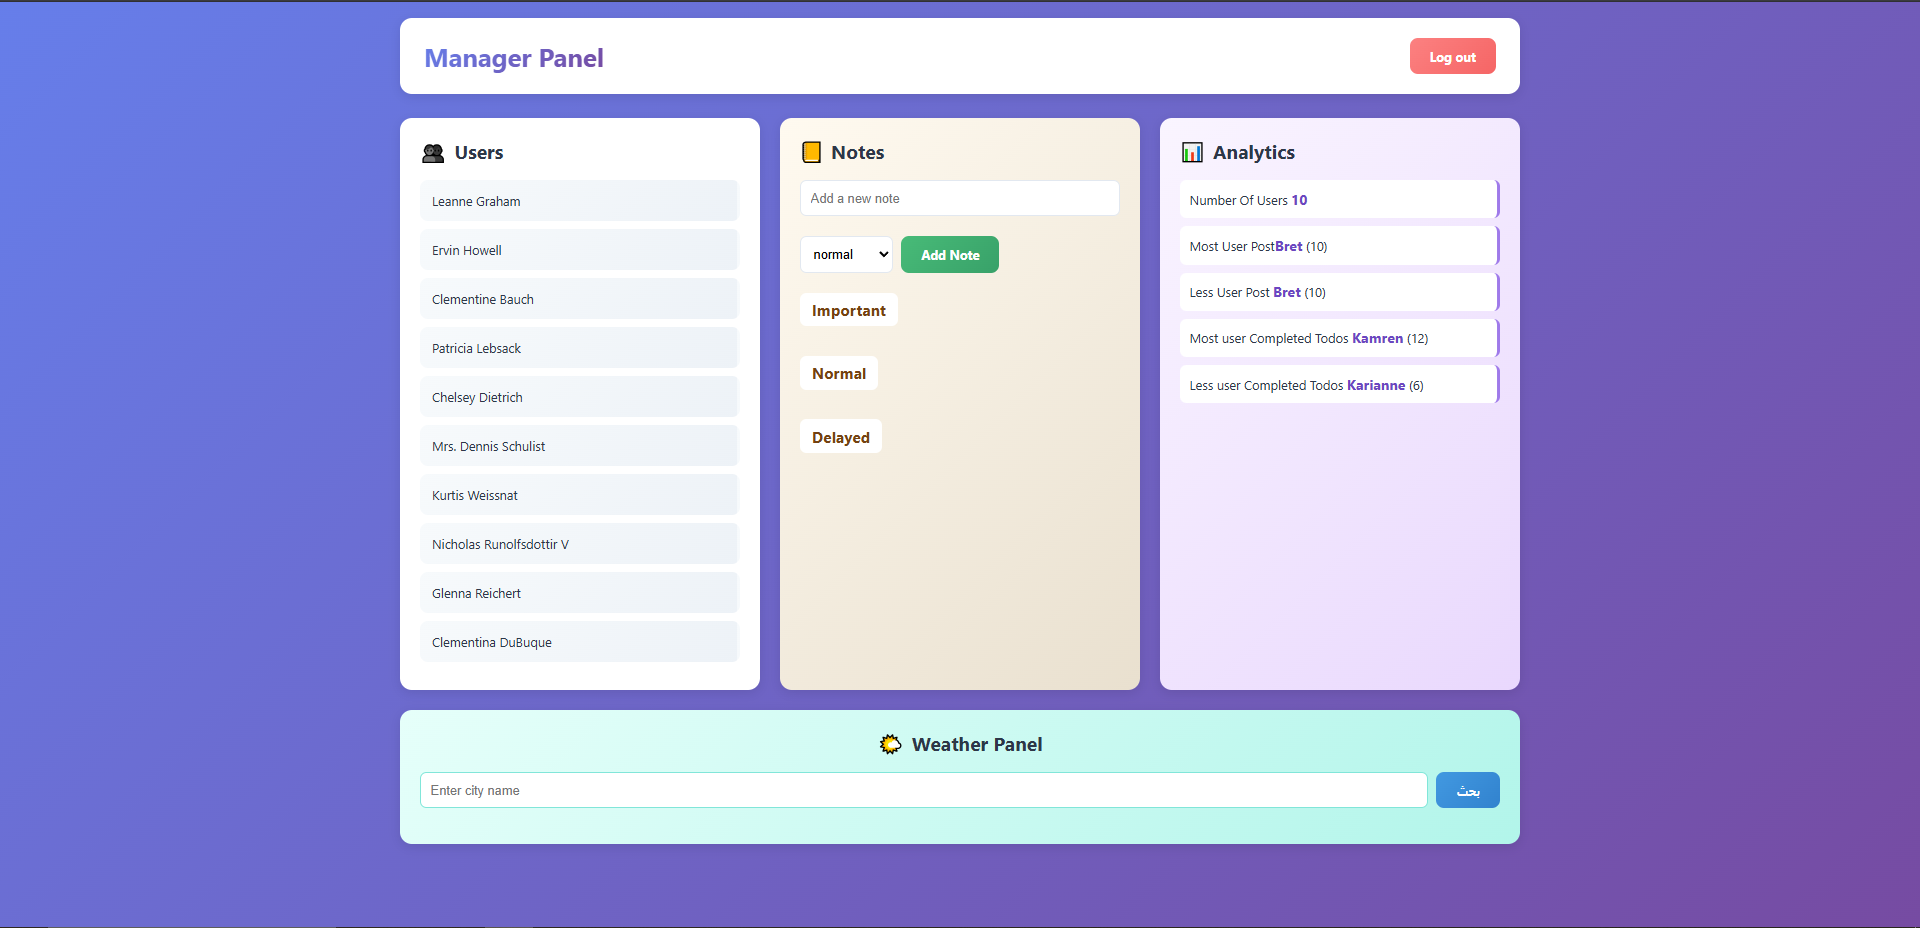 Manager Panel
Log out
Users
Leanne Graham
Ervin Howell
Clementine Bauch
Patricia Lebsack
Chelsey Dietrich
Mrs. Dennis Schulist
Kurtis Weissnat
Nicholas Runolfsdottir V
Glenna Reichert
Clementina DuBuque
Notes
Add a new note
normal
Add Note
Important
Normal
Delayed
Analytics
Number Of Users 10
Most User PostBret (10)
Less User Post Bret (10)
Most user Completed Todos Kamren (12)
Less user Completed Todos Karianne (6)
Weather Panel
Enter city name
بحث